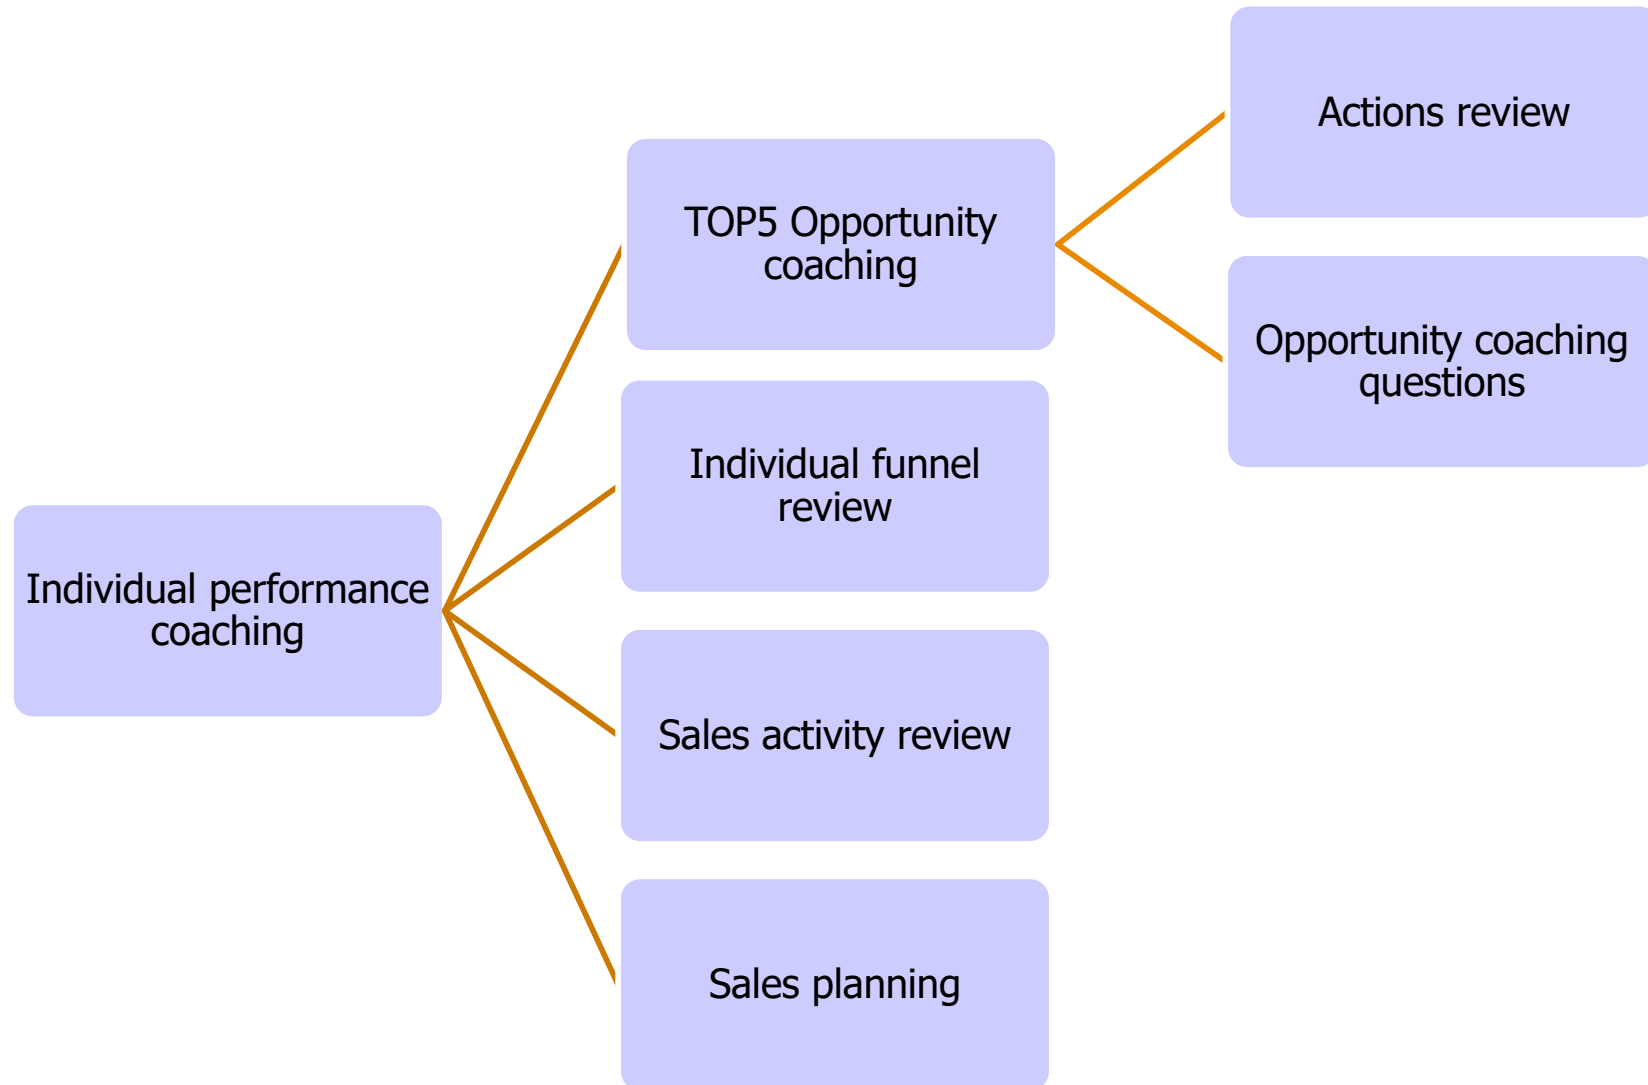 Individual performance
coaching
TOP5 Opportunity
coaching
Actions review
Opportunity coaching
questions
Individual funnel
review
Sales activity review
Sales planning